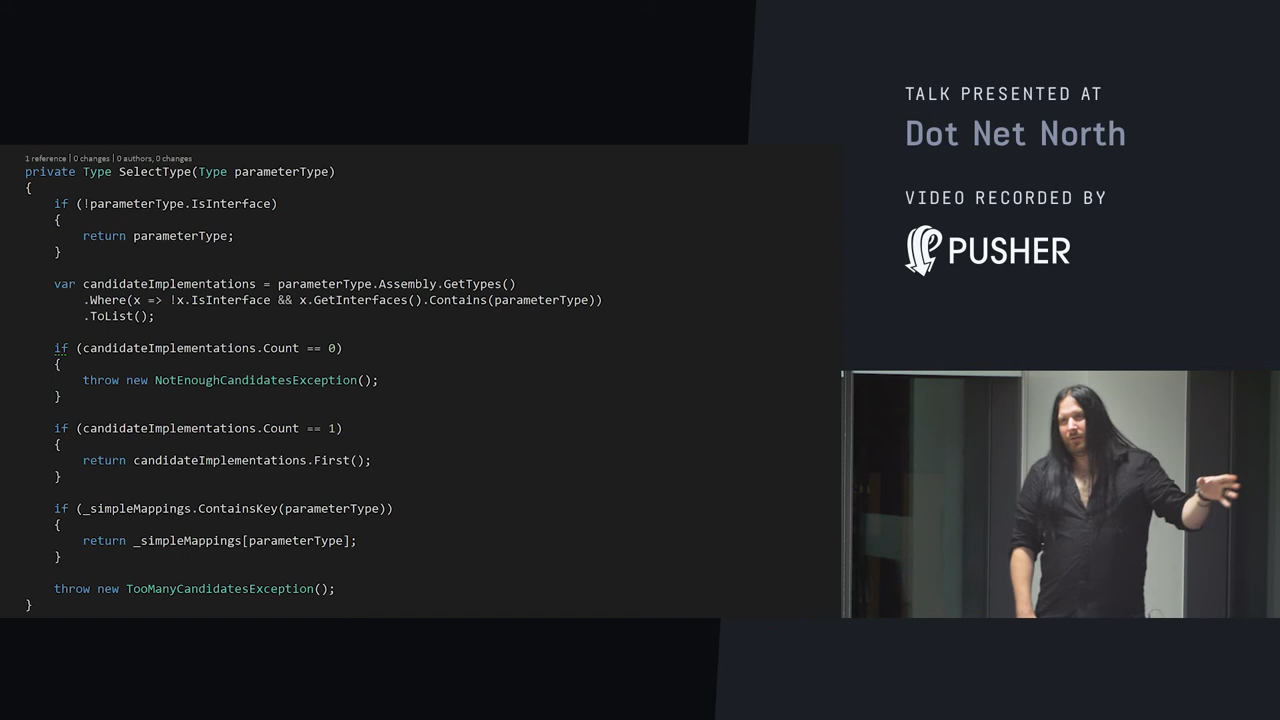 1 reference | 0 changes | 0 authors, 0 changes
private Type SelectType(Type parameterType)
{
if (!parameterType.IsInterface)
{
return parameterType;
}
var candidateImplementations = parameterType.Assembly.GetTypes()
.Where(x => !x.IsInterface && x.GetInterfaces().Contains(parameterType))
.ToList();
if (candidateImplementations.Count == 0)
{
throw new NotEnoughCandidatesException();
}
if (candidateImplementations.Count == 1)
{
return candidateImplementations.First();
}
if (_simpleMappings.ContainsKey(parameterType))
{
return _simpleMappings[parameterType];
}
throw new TooManyCandidatesException();
}
TALK PRESENTED AT
Dot Net North
VIDEO RECORDED BY
PUSHER